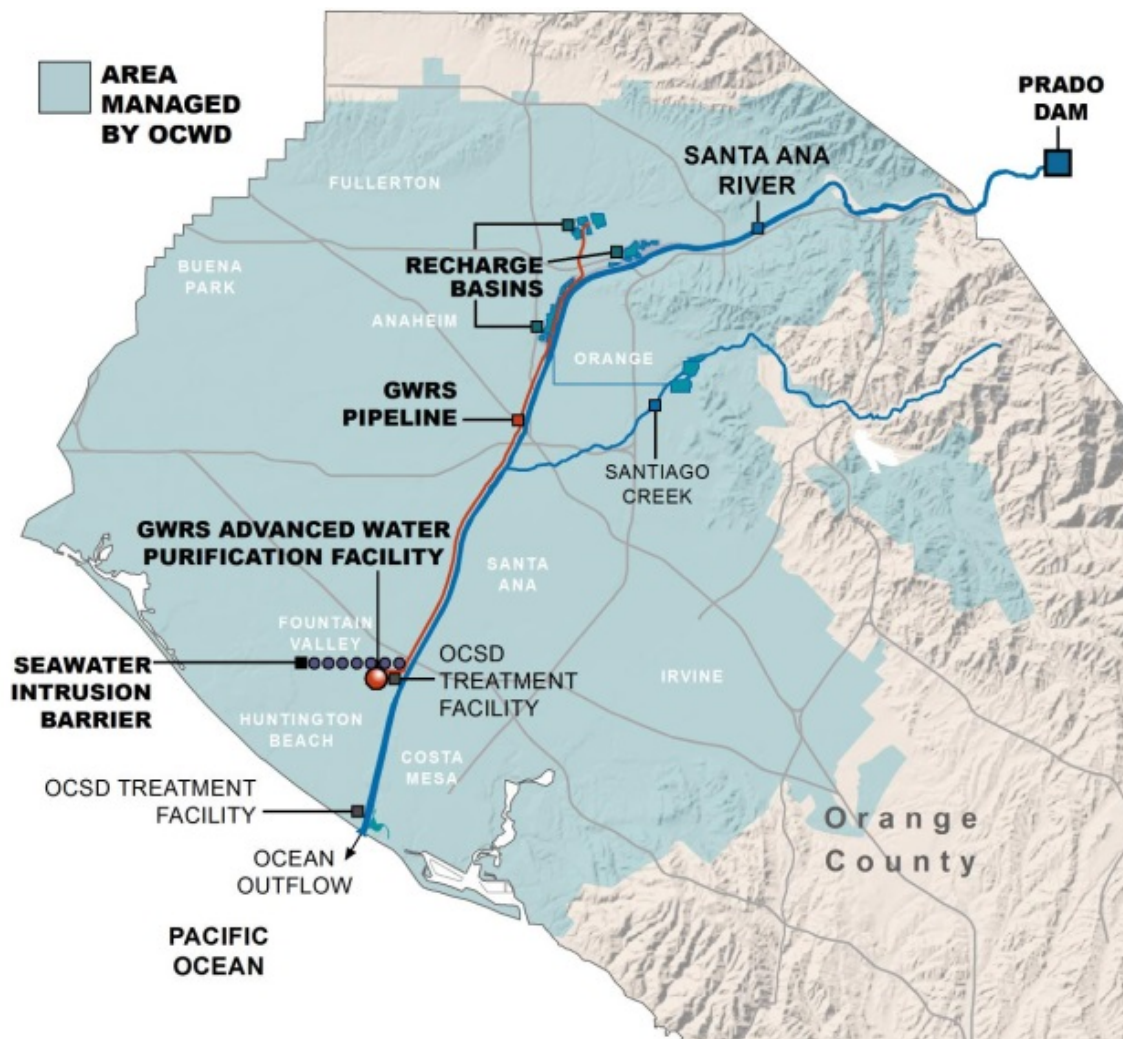 AREA
MANAGED
BY OCWD
PRADO
DAM
SANTA ANA
RIVER
FULLERTON
RECHARGE
BASINS
BUENA
PARK
ANAHEIM
ORANGE
GWRS
PIPELINE
SANTIAGO
CREEK
GWRS ADVANCED WATER
PURIFICATION FACILITY
SANTA
ANA
FOUNTAIN
VALLEY
SEAWATER
INTRUSION
BARRIER
OCSD
TREATMENT
FACILITY
IRVINE
HUNTINGTON
BEACH
COSTA
MESA
OCSD TREATMENT
FACILITY
Orange
County
OCEAN
OUTFLOW
PACIFIC
OCEAN